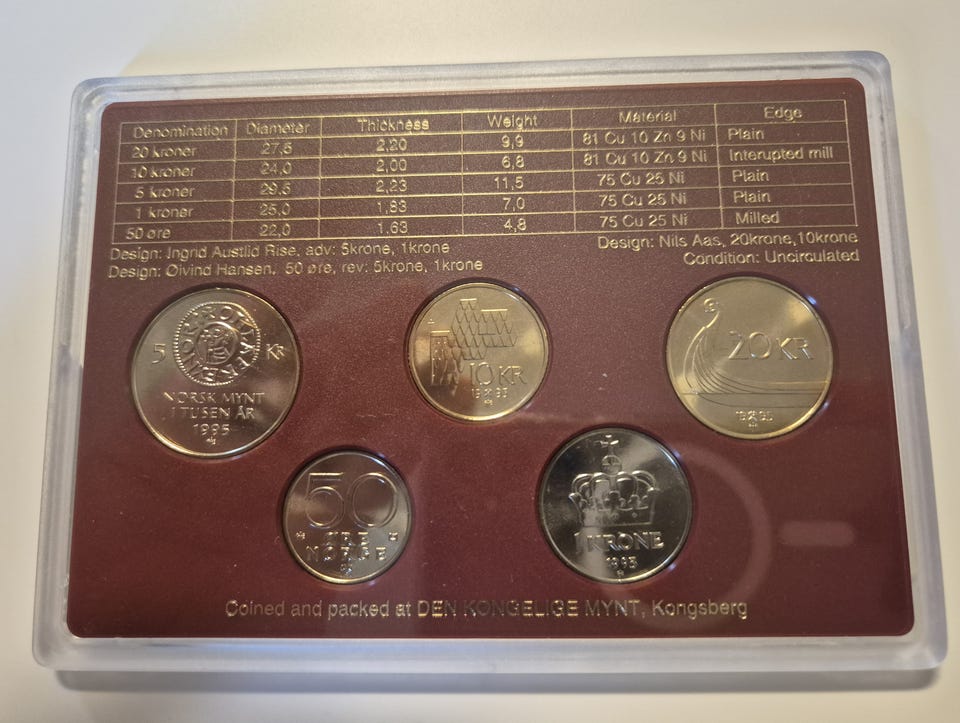 Denomination Diameter Thickness Weight Material Edge
20 kroner 27,5 2,20 9,9 81 Cu 10 Zn 9 Ni Plain
10 kroner 24,0 2,00 6,8 81 Cu 10 Zn 9 Ni Interupted mill
5 kroner 29,5 2,23 11,5 75 Cu 25 Ni Plain
1 kroner 25,0 1,83 7,0 75 Cu 25 Ni Plain
50 øre 22,0 1,63 4,8 75 Cu 25 Ni Milled
Design: Ingrid Austlid Rise, adv: 5krone, 1krone
Design: Nils Aas, 20krone,10krone
Design: Øivind Hansen, 50 øre, rev: 5krone, 1krone
Condition: Uncirculated
5 KR
NORSK MYNT
I TUSEN ÅR
1995
10 KR
1995
20 KR
1995
50
ØRE
NORGE
1 KRONE
1995
Coined and packed at DEN KONGELIGE MYNT, Kongsberg